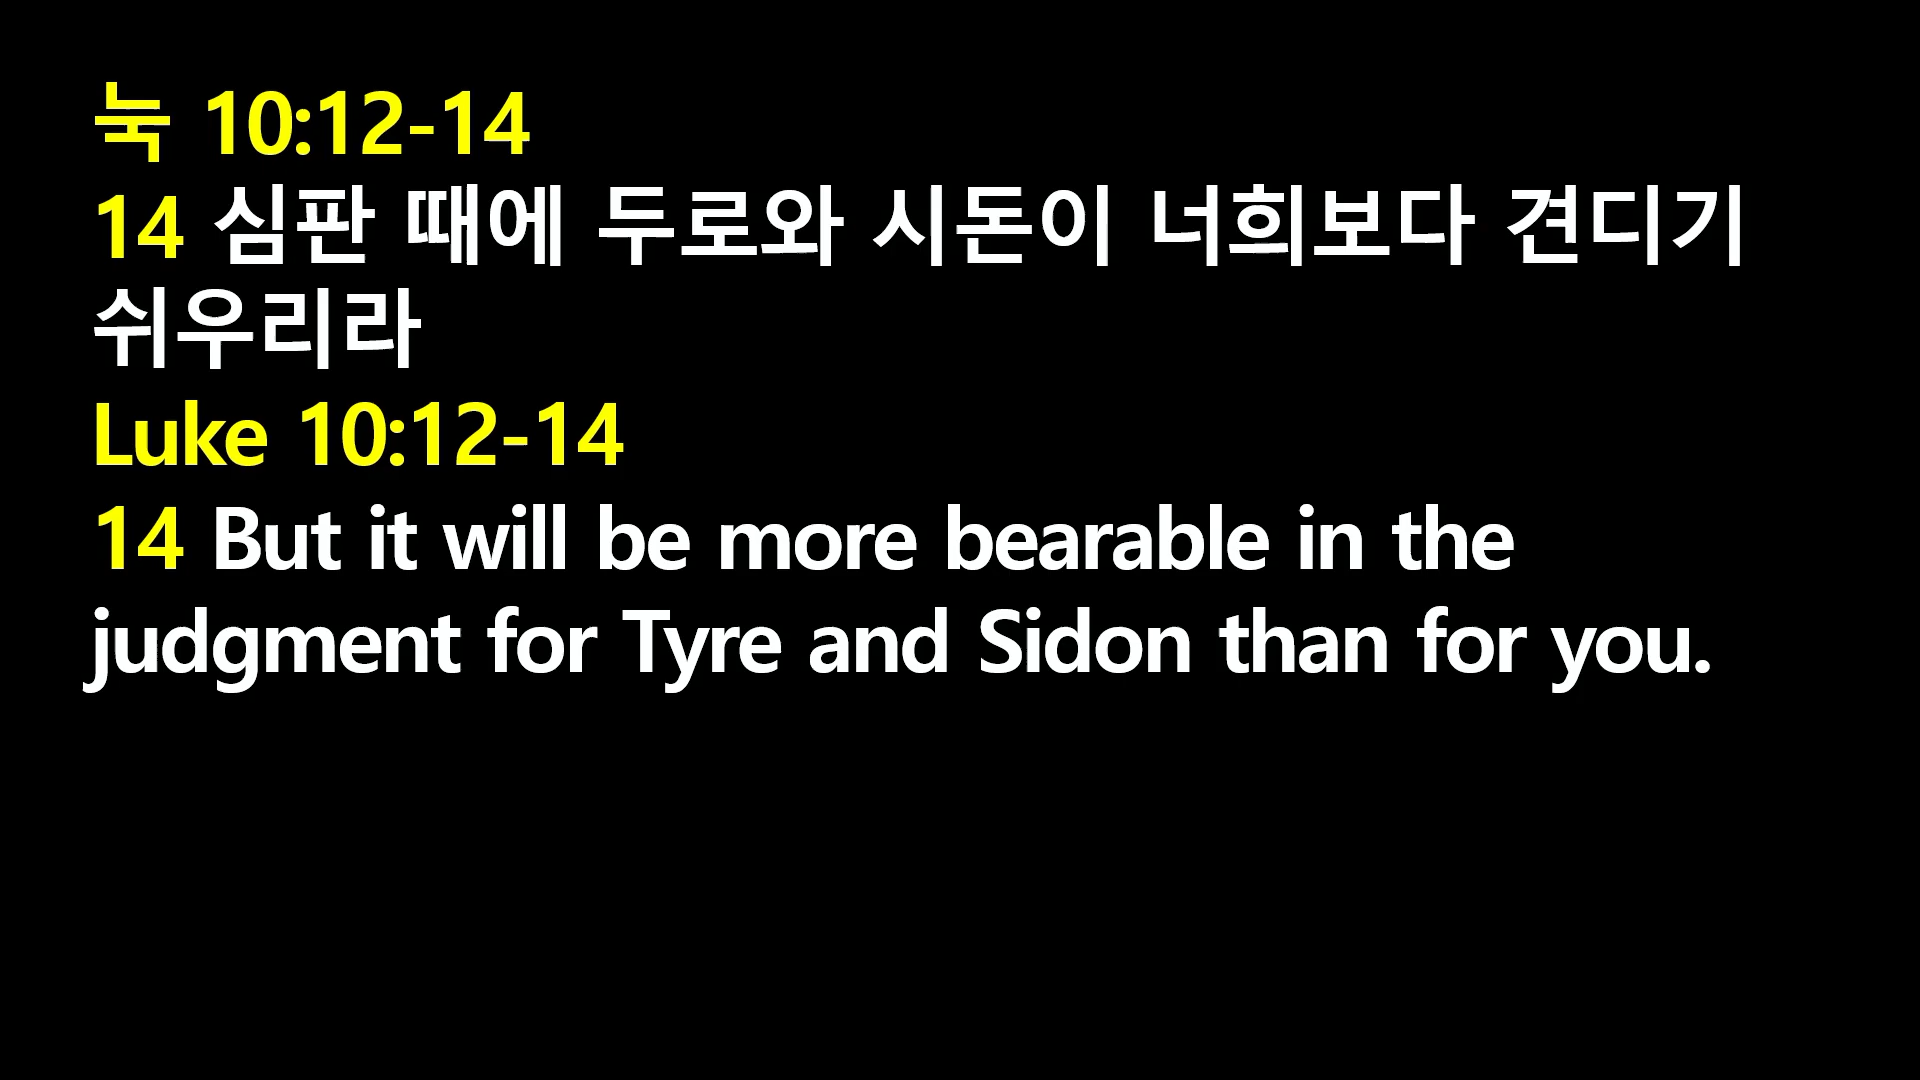 눅 10:12-14
14 심판 때에 두로와 시돈이 너희보다 견디기
쉬우리라
Luke 10:12-14
14 But it will be more bearable in the
judgment for Tyre and Sidon than for you.